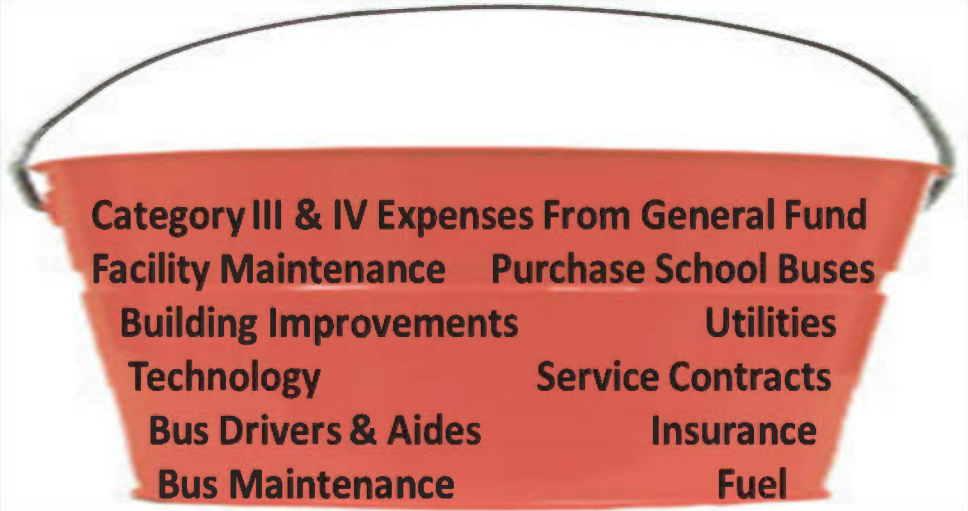 Category III & IV Expenses From General Fund
Facility Maintenance Purchase School Buses
Building Improvements Utilities
Technology Service Contracts
Bus Drivers & Aides Insurance
Bus Maintenance Fuel